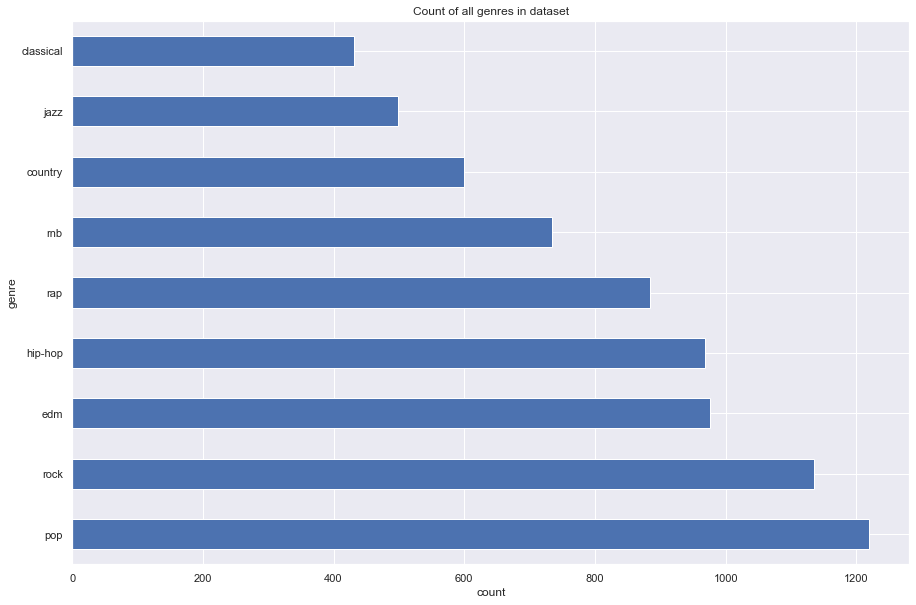 Count of all genres in dataset
classical
jazz
country
rnb
rap
hip-hop
edm
rock
pop
genre
0 200 400 600 800 1000 1200
count